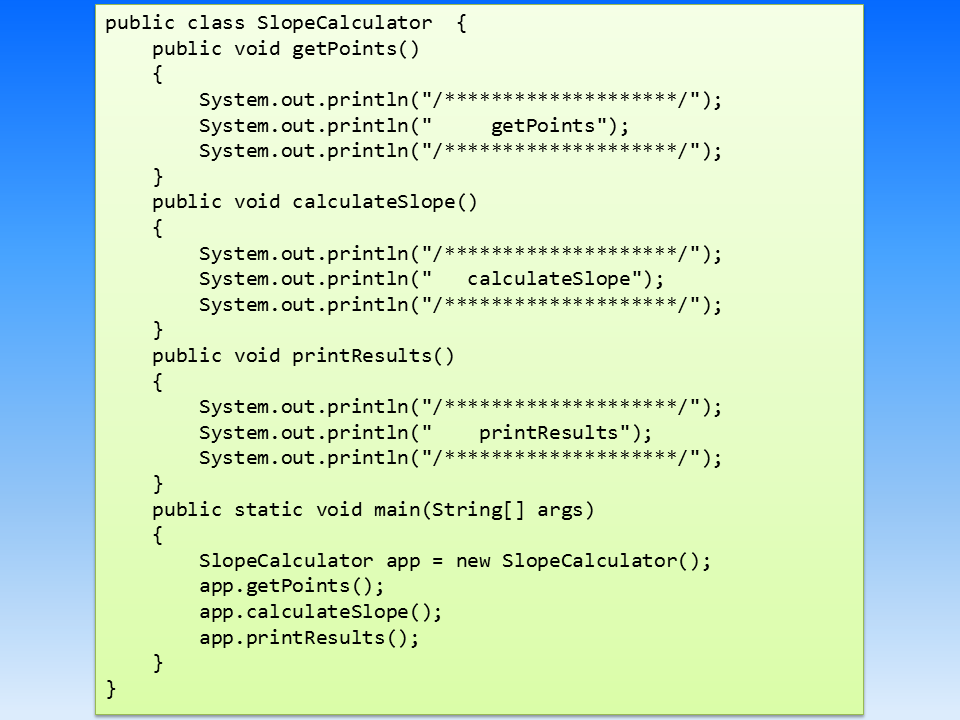 public class SlopeCalculator  {
    public void getPoints()
    {
        System.out.println("/********************/");
        System.out.println("     getPoints");
        System.out.println("/********************/");
    }
    public void calculateSlope()
    {
        System.out.println("/********************/");
        System.out.println("   calculateSlope");
        System.out.println("/********************/");
    }
    public void printResults()
    {
        System.out.println("/********************/");
        System.out.println("    printResults");
        System.out.println("/********************/");
    }
    public static void main(String[] args)
    {
        SlopeCalculator app = new SlopeCalculator();
        app.getPoints();
        app.calculateSlope();
        app.printResults();
    }
}